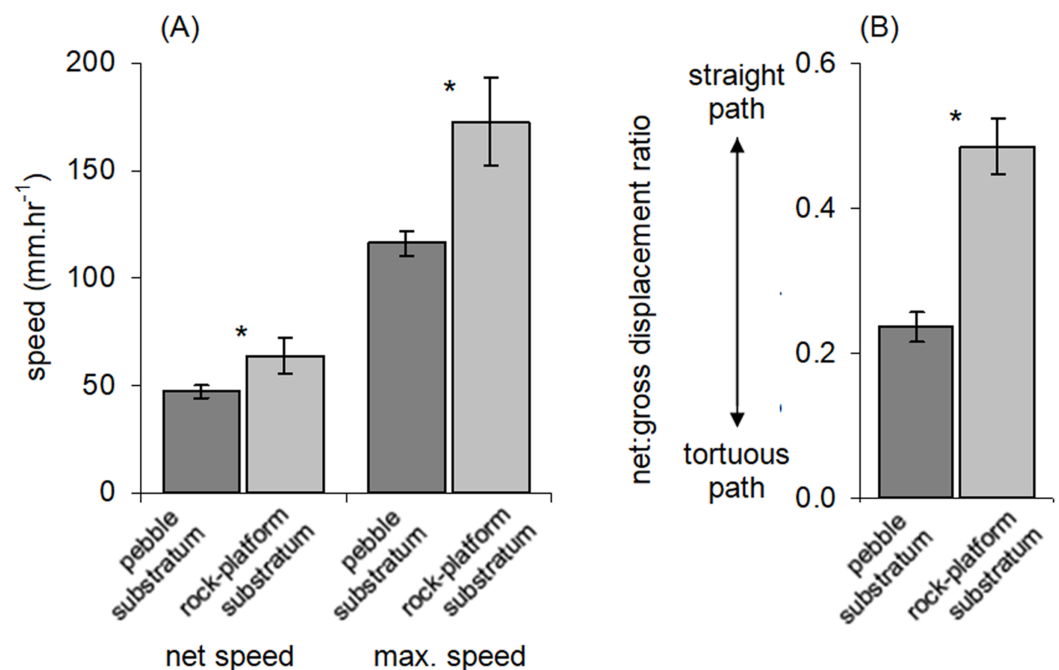 (A)
200
150
100
50
0
speed (mm.hr⁻¹)
*
*
pebble
substratum
rock-platform
substratum
pebble
substratum
rock-platform
substratum
net speed
max. speed
(B)
net:gross displacement ratio
straight
path
tortuous
path
0.6
0.4
0.2
0.0
*
pebble
substratum
rock-platform
substratum